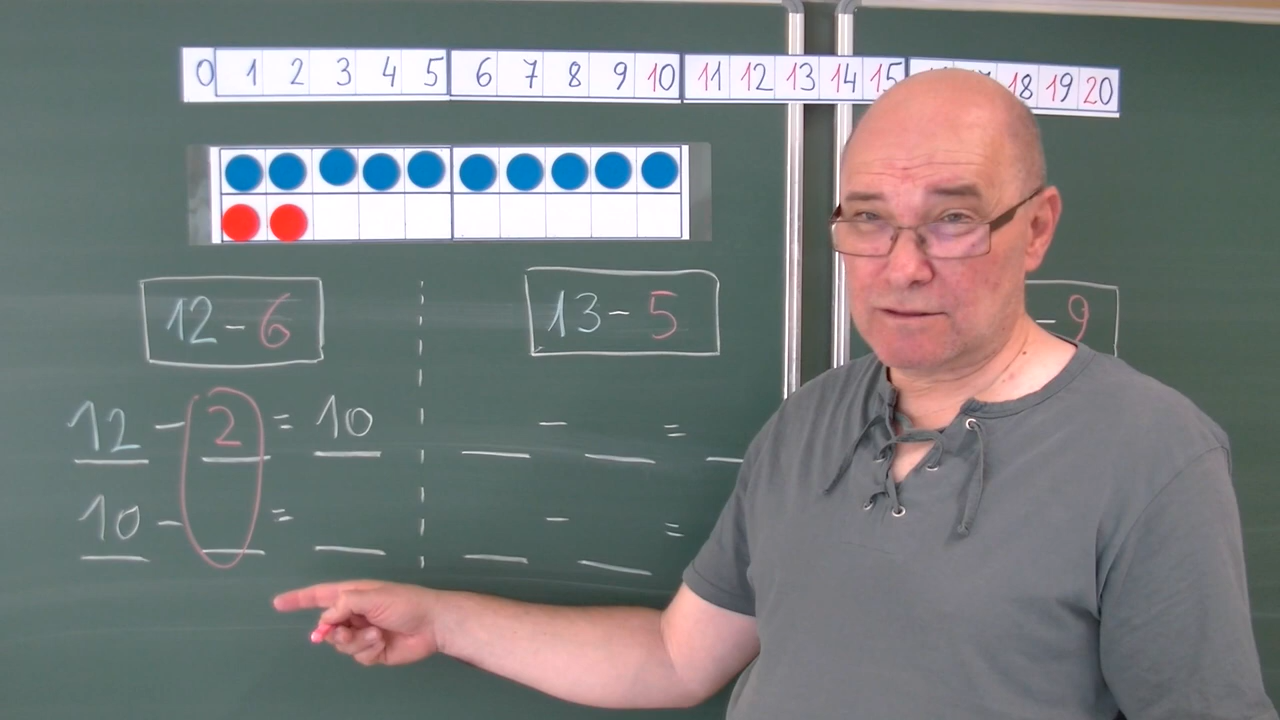 0 1 2 3 4 5 6 7 8 9 10 11 12 13 14 15 18 19 20
12-6
13-5
-9
12 - 2 = 10
- =
10 - =
- =